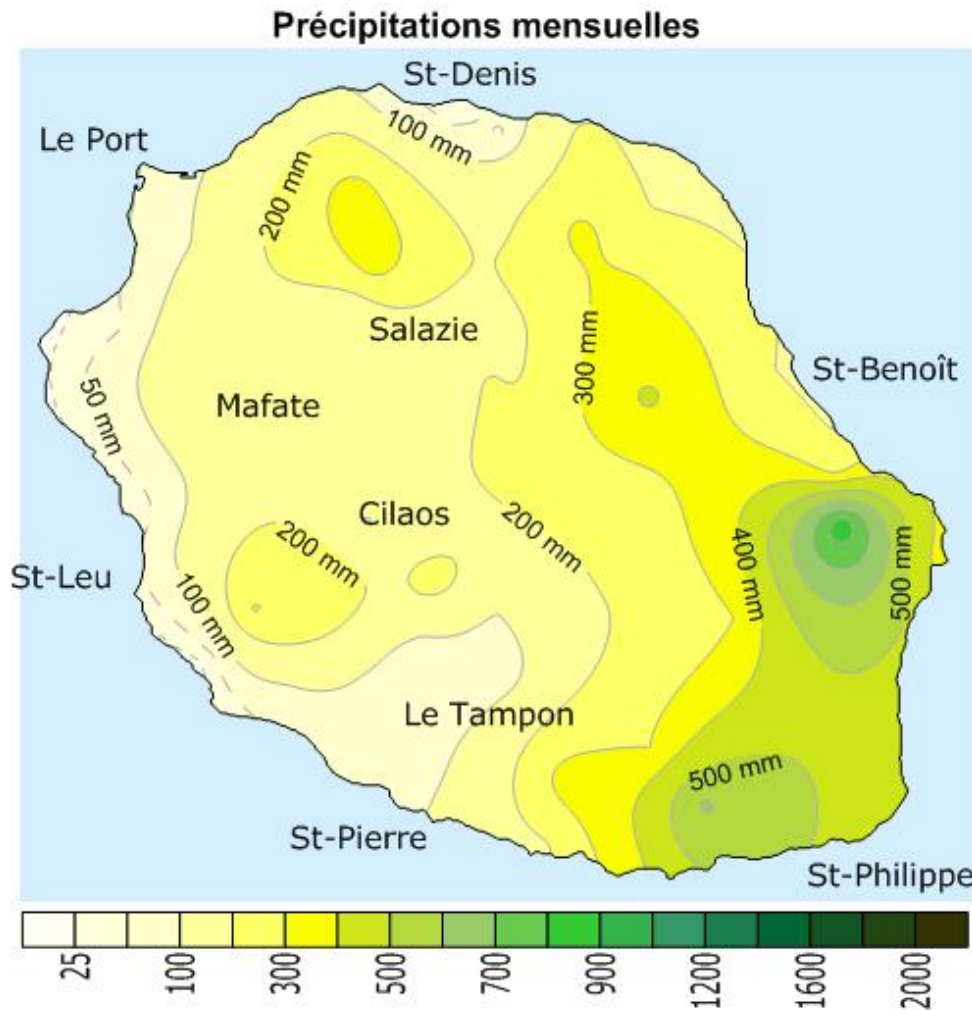 Précipitations mensuelles
St-Denis
Le Port
100 mm
200 mm
Salazie
300 mm
St-Benoît
50 mm
Mafate
Cilaos
200 mm
200 mm
400 mm
500 mm
St-Leu
100 mm
Le Tampon
500 mm
St-Pierre
St-Philippe
25 100 300 500 700 900 1200 1600 2000